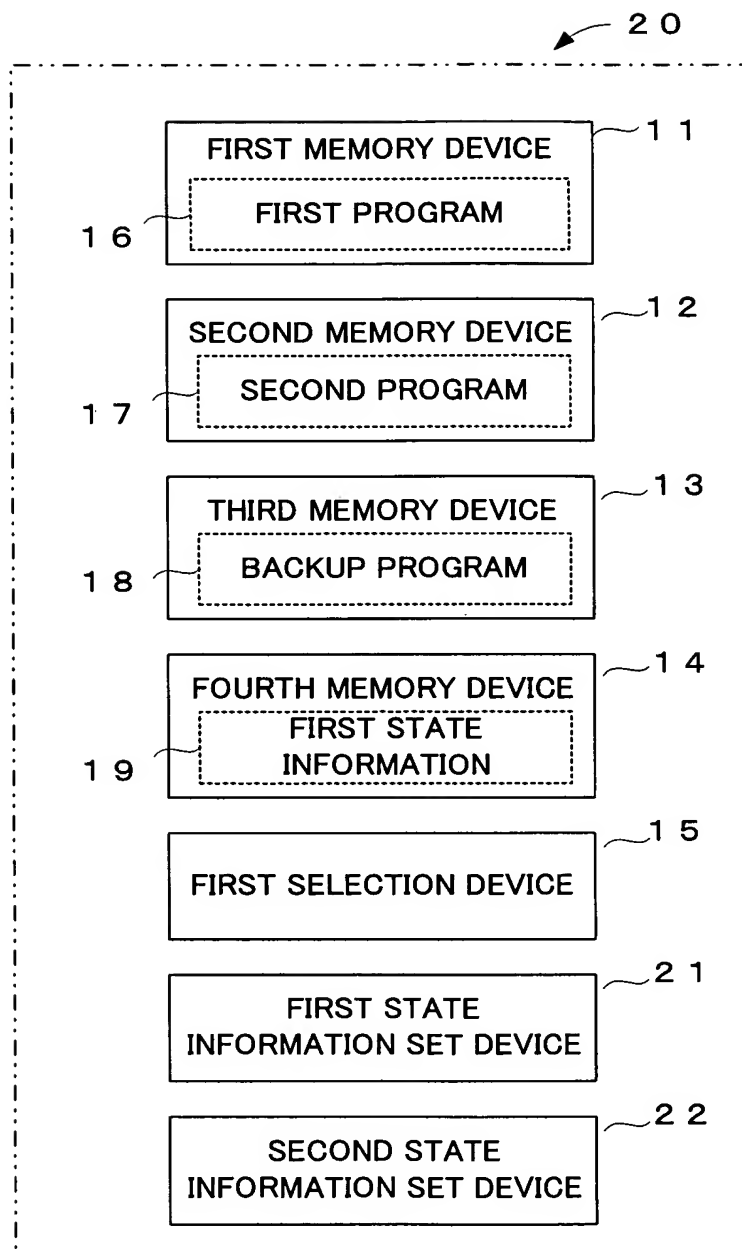 20
11
FIRST MEMORY DEVICE
FIRST PROGRAM
16
12
SECOND MEMORY DEVICE
SECOND PROGRAM
17
13
THIRD MEMORY DEVICE
BACKUP PROGRAM
18
14
FOURTH MEMORY DEVICE
FIRST STATE
INFORMATION
19
15
FIRST SELECTION DEVICE
21
FIRST STATE
INFORMATION SET DEVICE
22
SECOND STATE
INFORMATION SET DEVICE